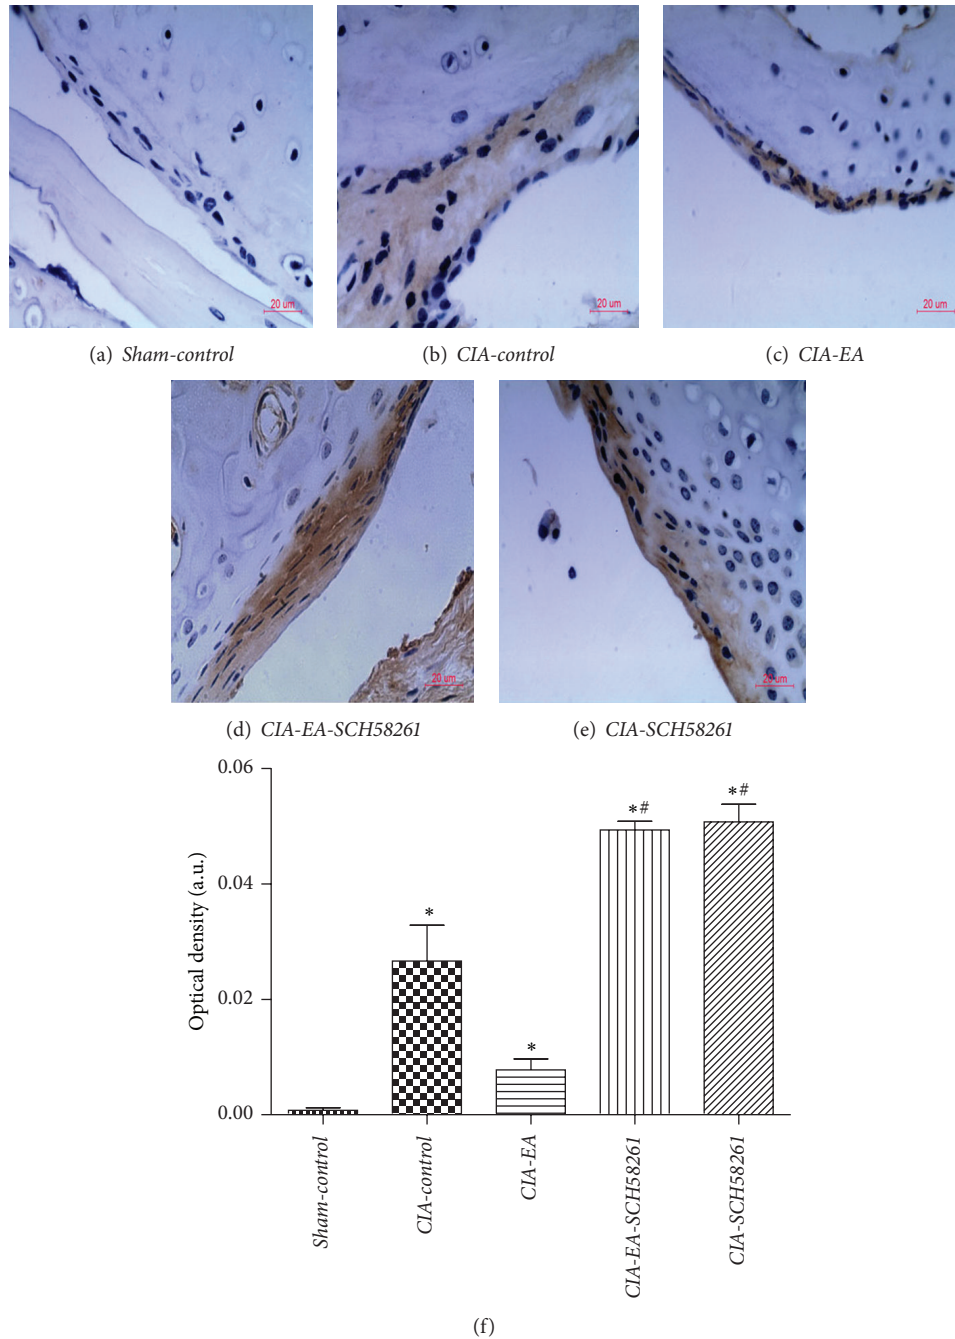 20 um
20 um
20 um
(a) Sham-control
(b) CIA-control
(c) CIA-EA
20 um
20 um
(d) CIA-EA-SCH58261
(e) CIA-SCH58261
0.06
0.04
0.02
0.00
Optical density (a.u.)
*
*
*#
*#
Sham-control
CIA-control
CIA-EA
CIA-EA-SCH58261
CIA-SCH58261
(f)